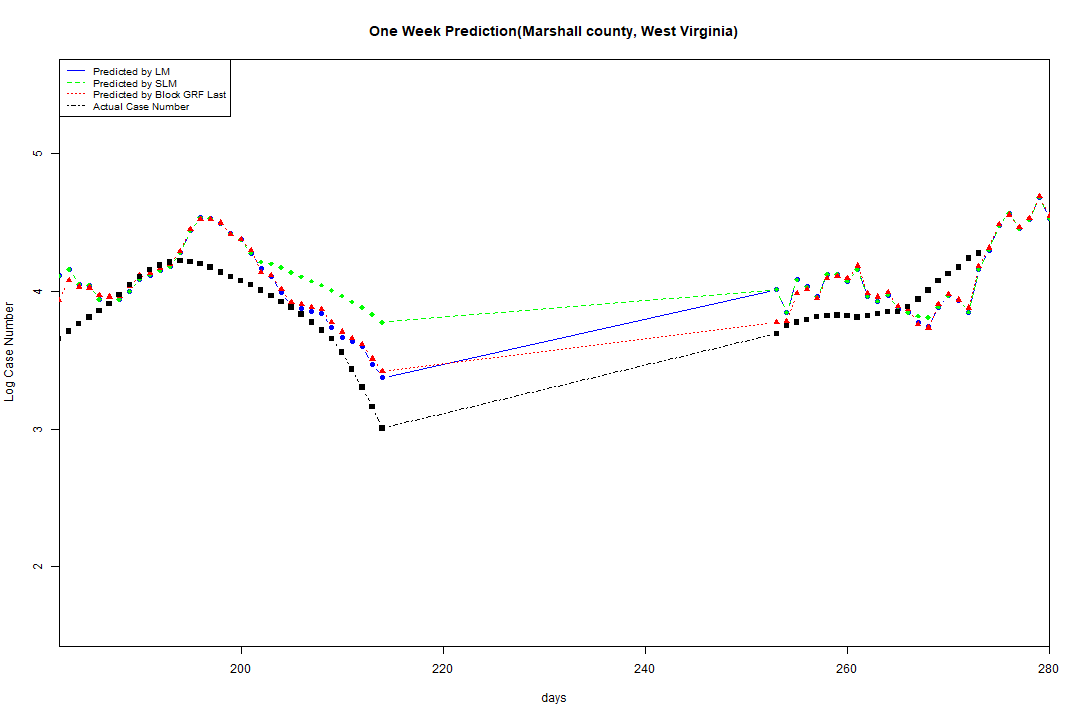 One Week Prediction(Marshall county, West Virginia)
Predicted by LM
Predicted by SLM
Predicted by Block GRF Last
Actual Case Number
5
4
3
2
Log Case Number
200 220 240 260 280
days